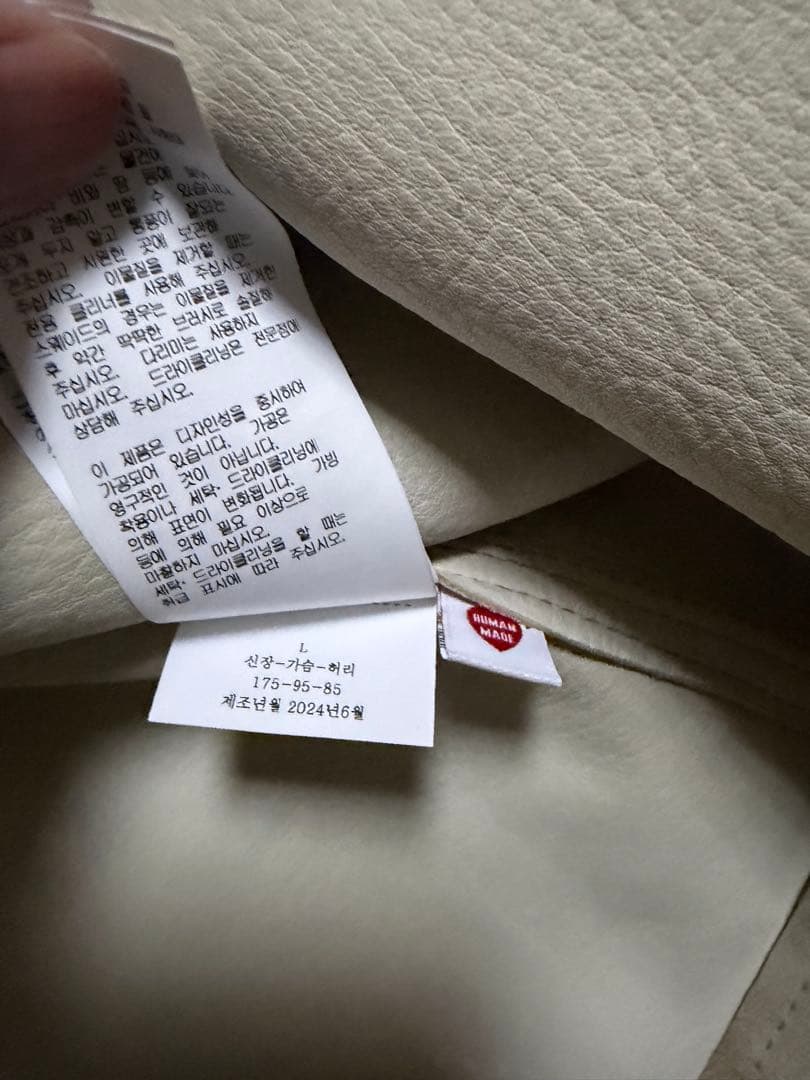 물건에
비와 땀 등에
감촉이 변할 수 있습니다.
두지 말고 통풍이 잘되는
건조하고 서늘한 곳에 보관해
주십시오. 이물질을 제거할 때는
전용 클리너를 사용해 주십시오.
스웨이드의 경우는 이물질을 제거한
후 약간 딱딱한 브러시로 손질해
주십시오. 다리미는 사용하지
마십시오. 드라이클리닝은 전문점에
상담해 주십시오.
이 제품은 디자인성을 중시하여
가공되어 있습니다. 가공은
영구적인 것이 아닙니다.
착용이나 세탁·드라이클리닝에
의해 표면이 변화됩니다. 가방
등에 의해 필요 이상으로
마찰하지 마십시오.
세탁·드라이클리닝을 할 때는
취급 표시에 따라 주십시오.
L
신장-가슴-허리
175-95-85
제조년월 2024년6월
HUMAN
MADE